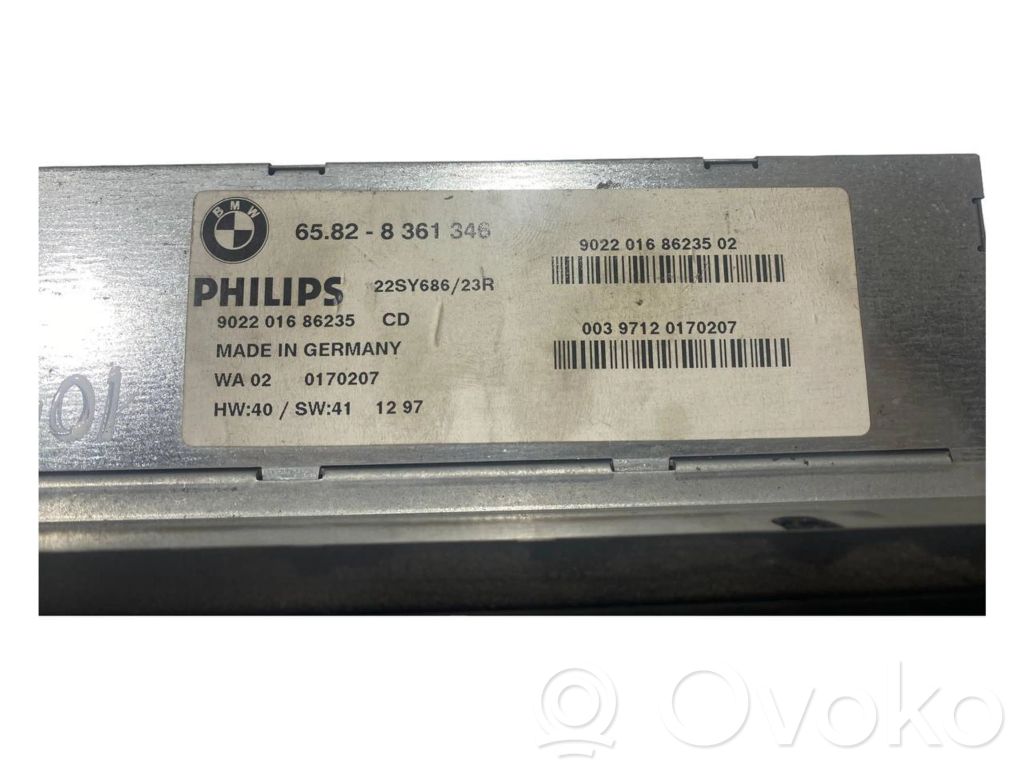 BMW
65.82 - 8 361 346
PHILIPS 22SY686/23R
9022 016 86235 CD
MADE IN GERMANY
WA 02 0170207
HW:40 / SW:41 12 97
9022 016 86235 02
003 9712 0170207
Ovoko